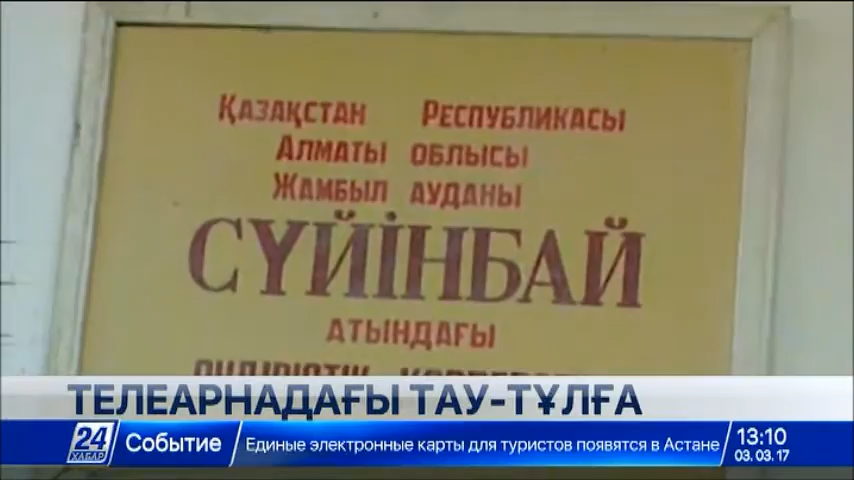 Қазақстан Республикасы
Алматы облысы
Жамбыл ауданы
СҮЙІНБАЙ
атындағы
ТЕЛЕАРНАДАҒЫ ТАУ-ТҰЛҒА
24 Событие Единые электронные карты для туристов появятся в Астане 13:10
ХАБАР 03. 03. 17